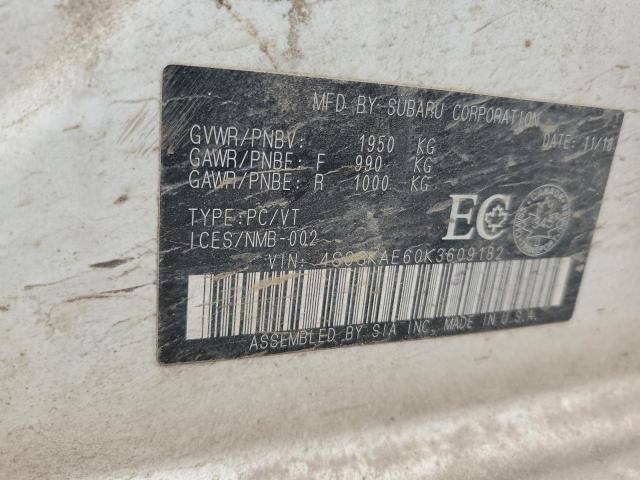 MFD BY SUBARU CORPORATION
GVWR/PNBV: 1950 KG DATE: 11/18
GAWR/PNBE: F 990 KG
GAWR/PNBE: R 1000 KG
TYPE: PC/VT
ICES/NMB-002
EC
VIN: 4S3GKAE60K3609182
ASSEMBLED BY SIA INC. MADE IN U.S.A.